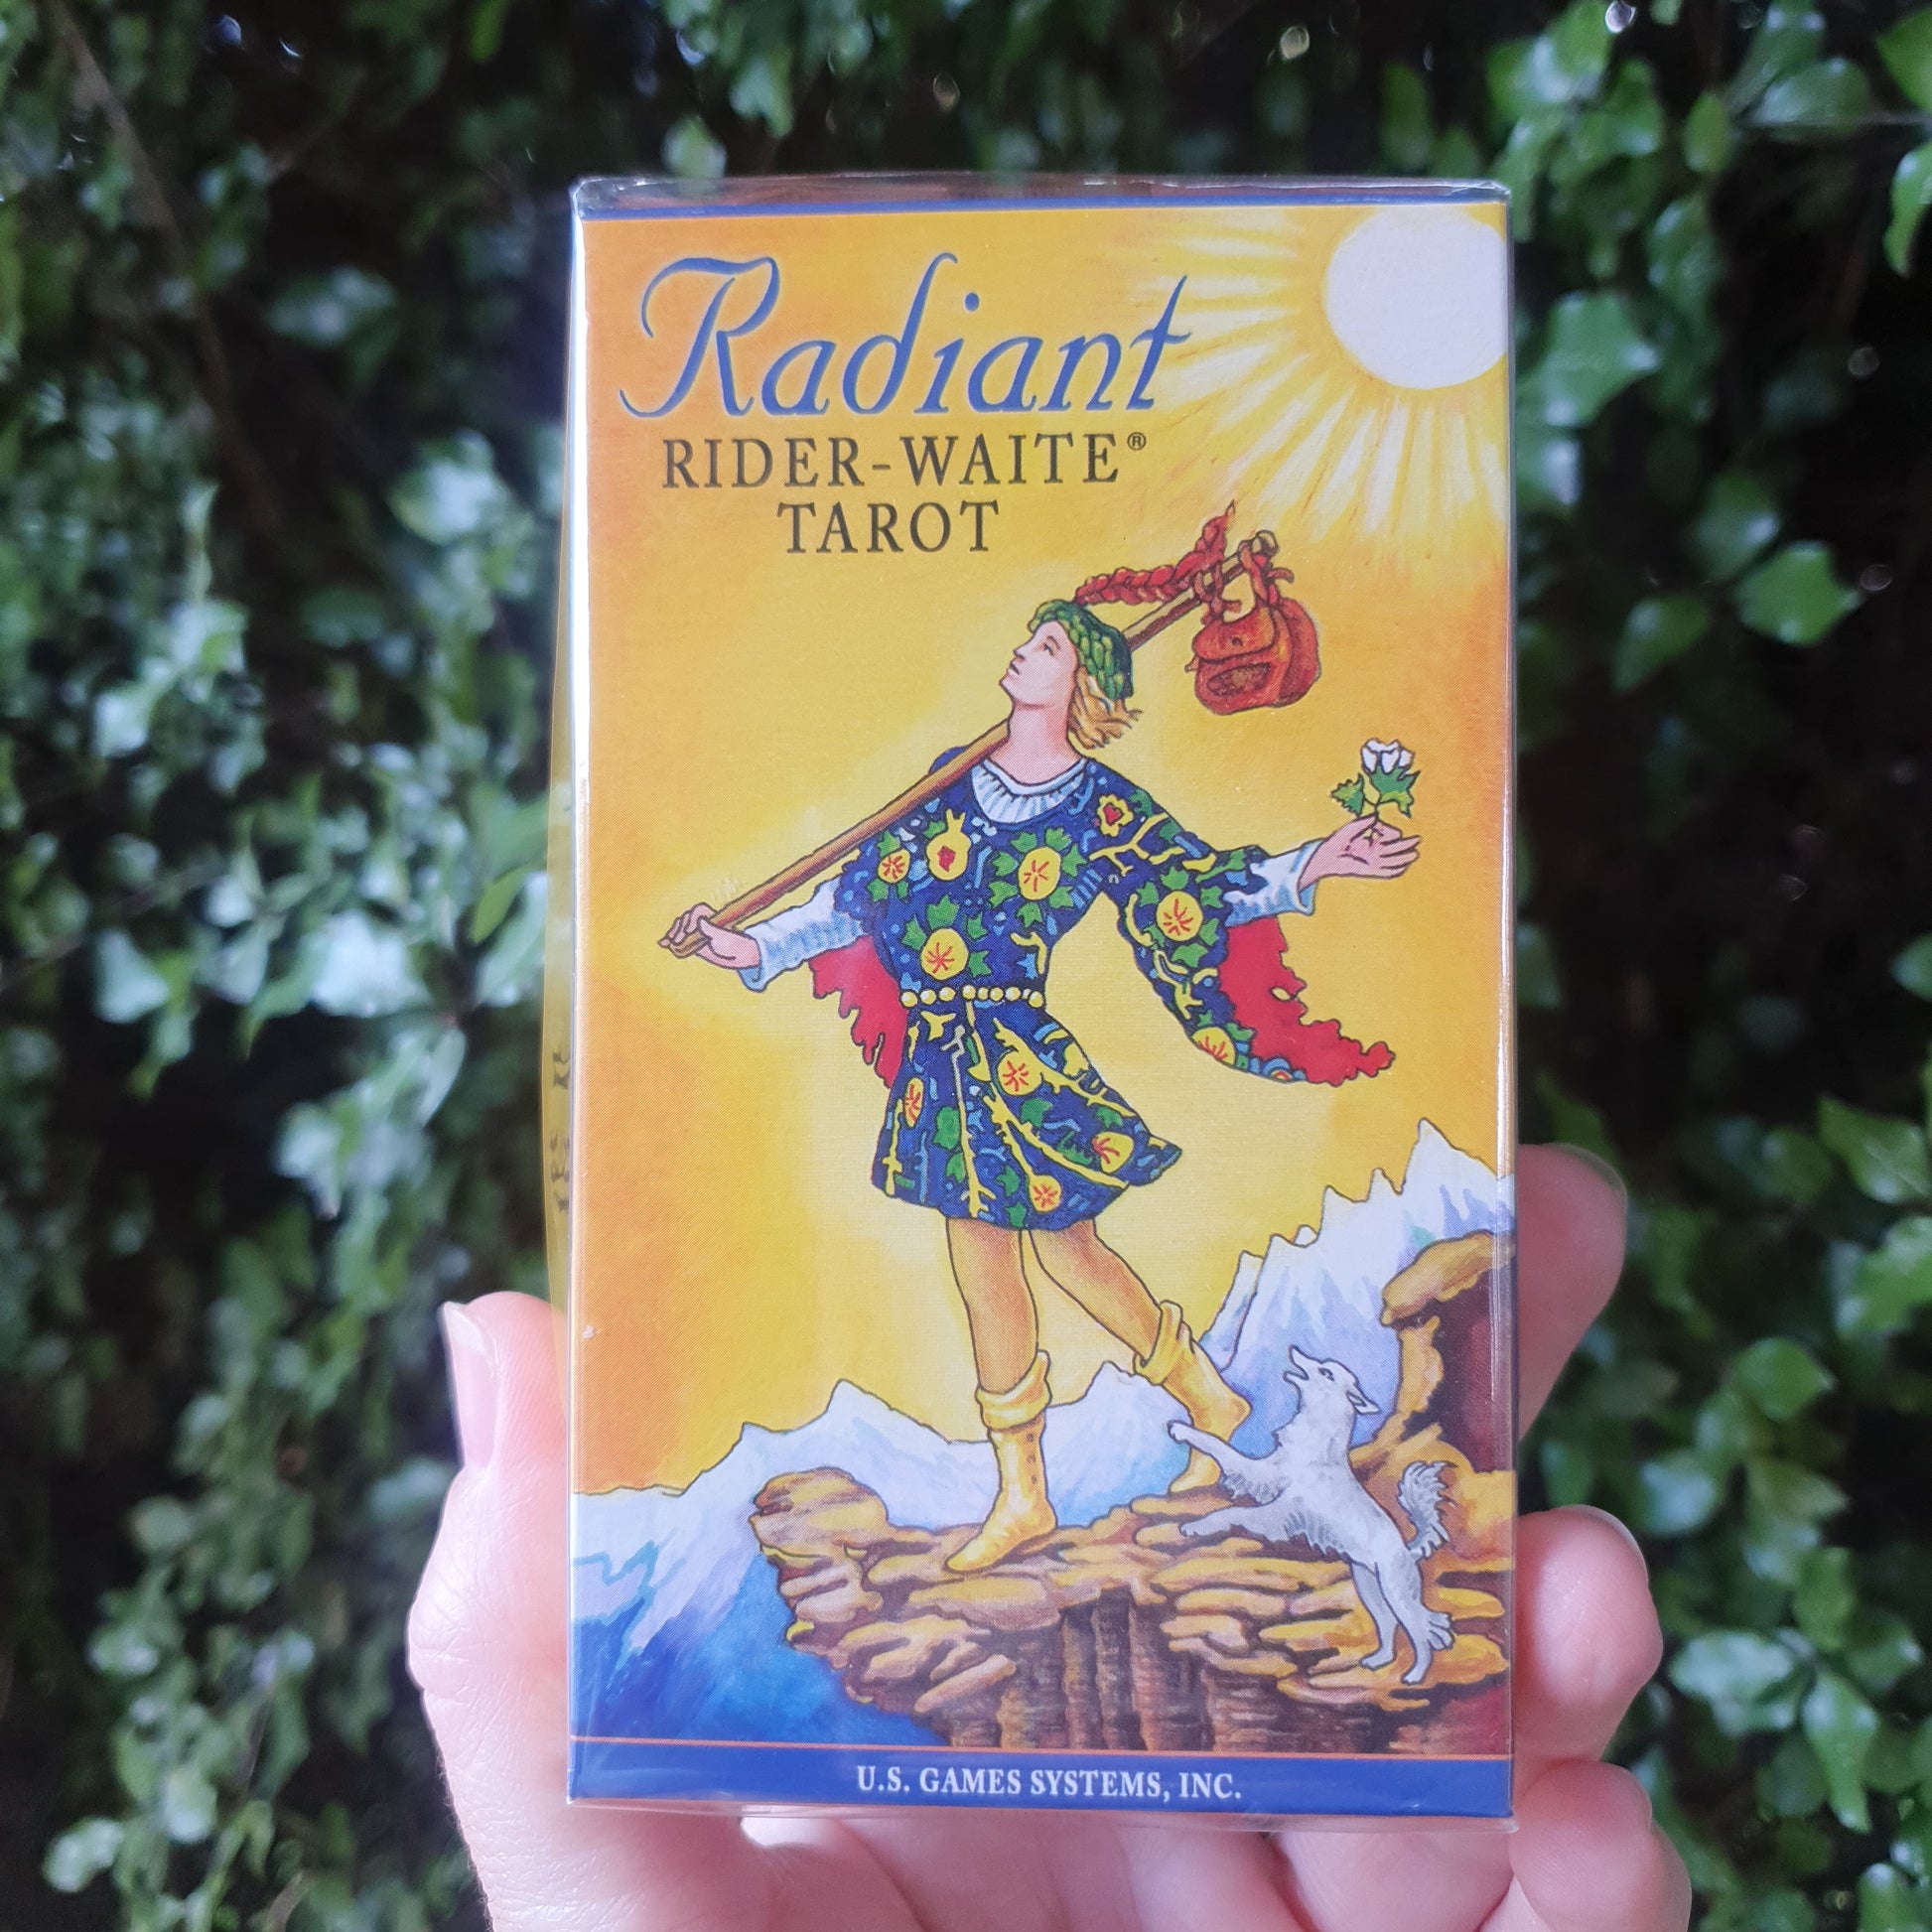 Radiant
RIDER-WAITE®
TAROT
U.S. GAMES SYSTEMS, INC.